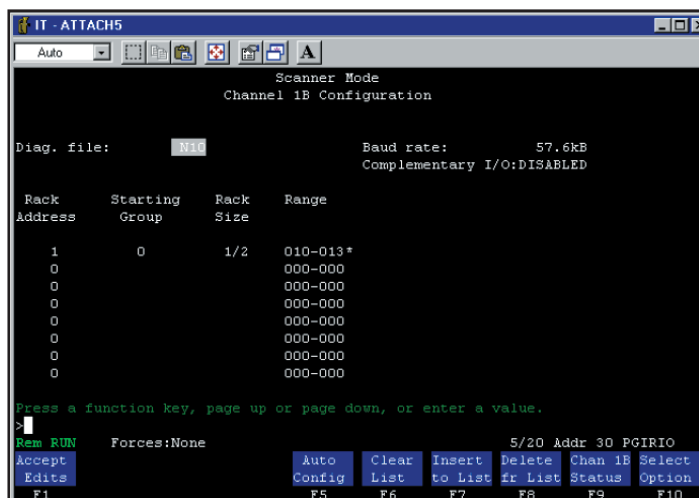 IT - ATTACH5
Auto
A
Scanner Mode
Channel 1B Configuration
Diag. file: N10 Baud rate: 57.6kB
Complementary I/O:DISABLED
Rack Starting Rack Range
Address Group Size
1 0 1/2 010-013*
0 000-000
0 000-000
0 000-000
0 000-000
0 000-000
0 000-000
0 000-000
Press a function key, page up or page down, or enter a value.
>
Rem RUN Forces:None 5/20 Addr 30 PGIRIO
Accept Auto Clear Insert Delete Chan 1B Select
Edits Config List to List fr List Status Option
F1 F5 F6 F7 F8 F9 F10